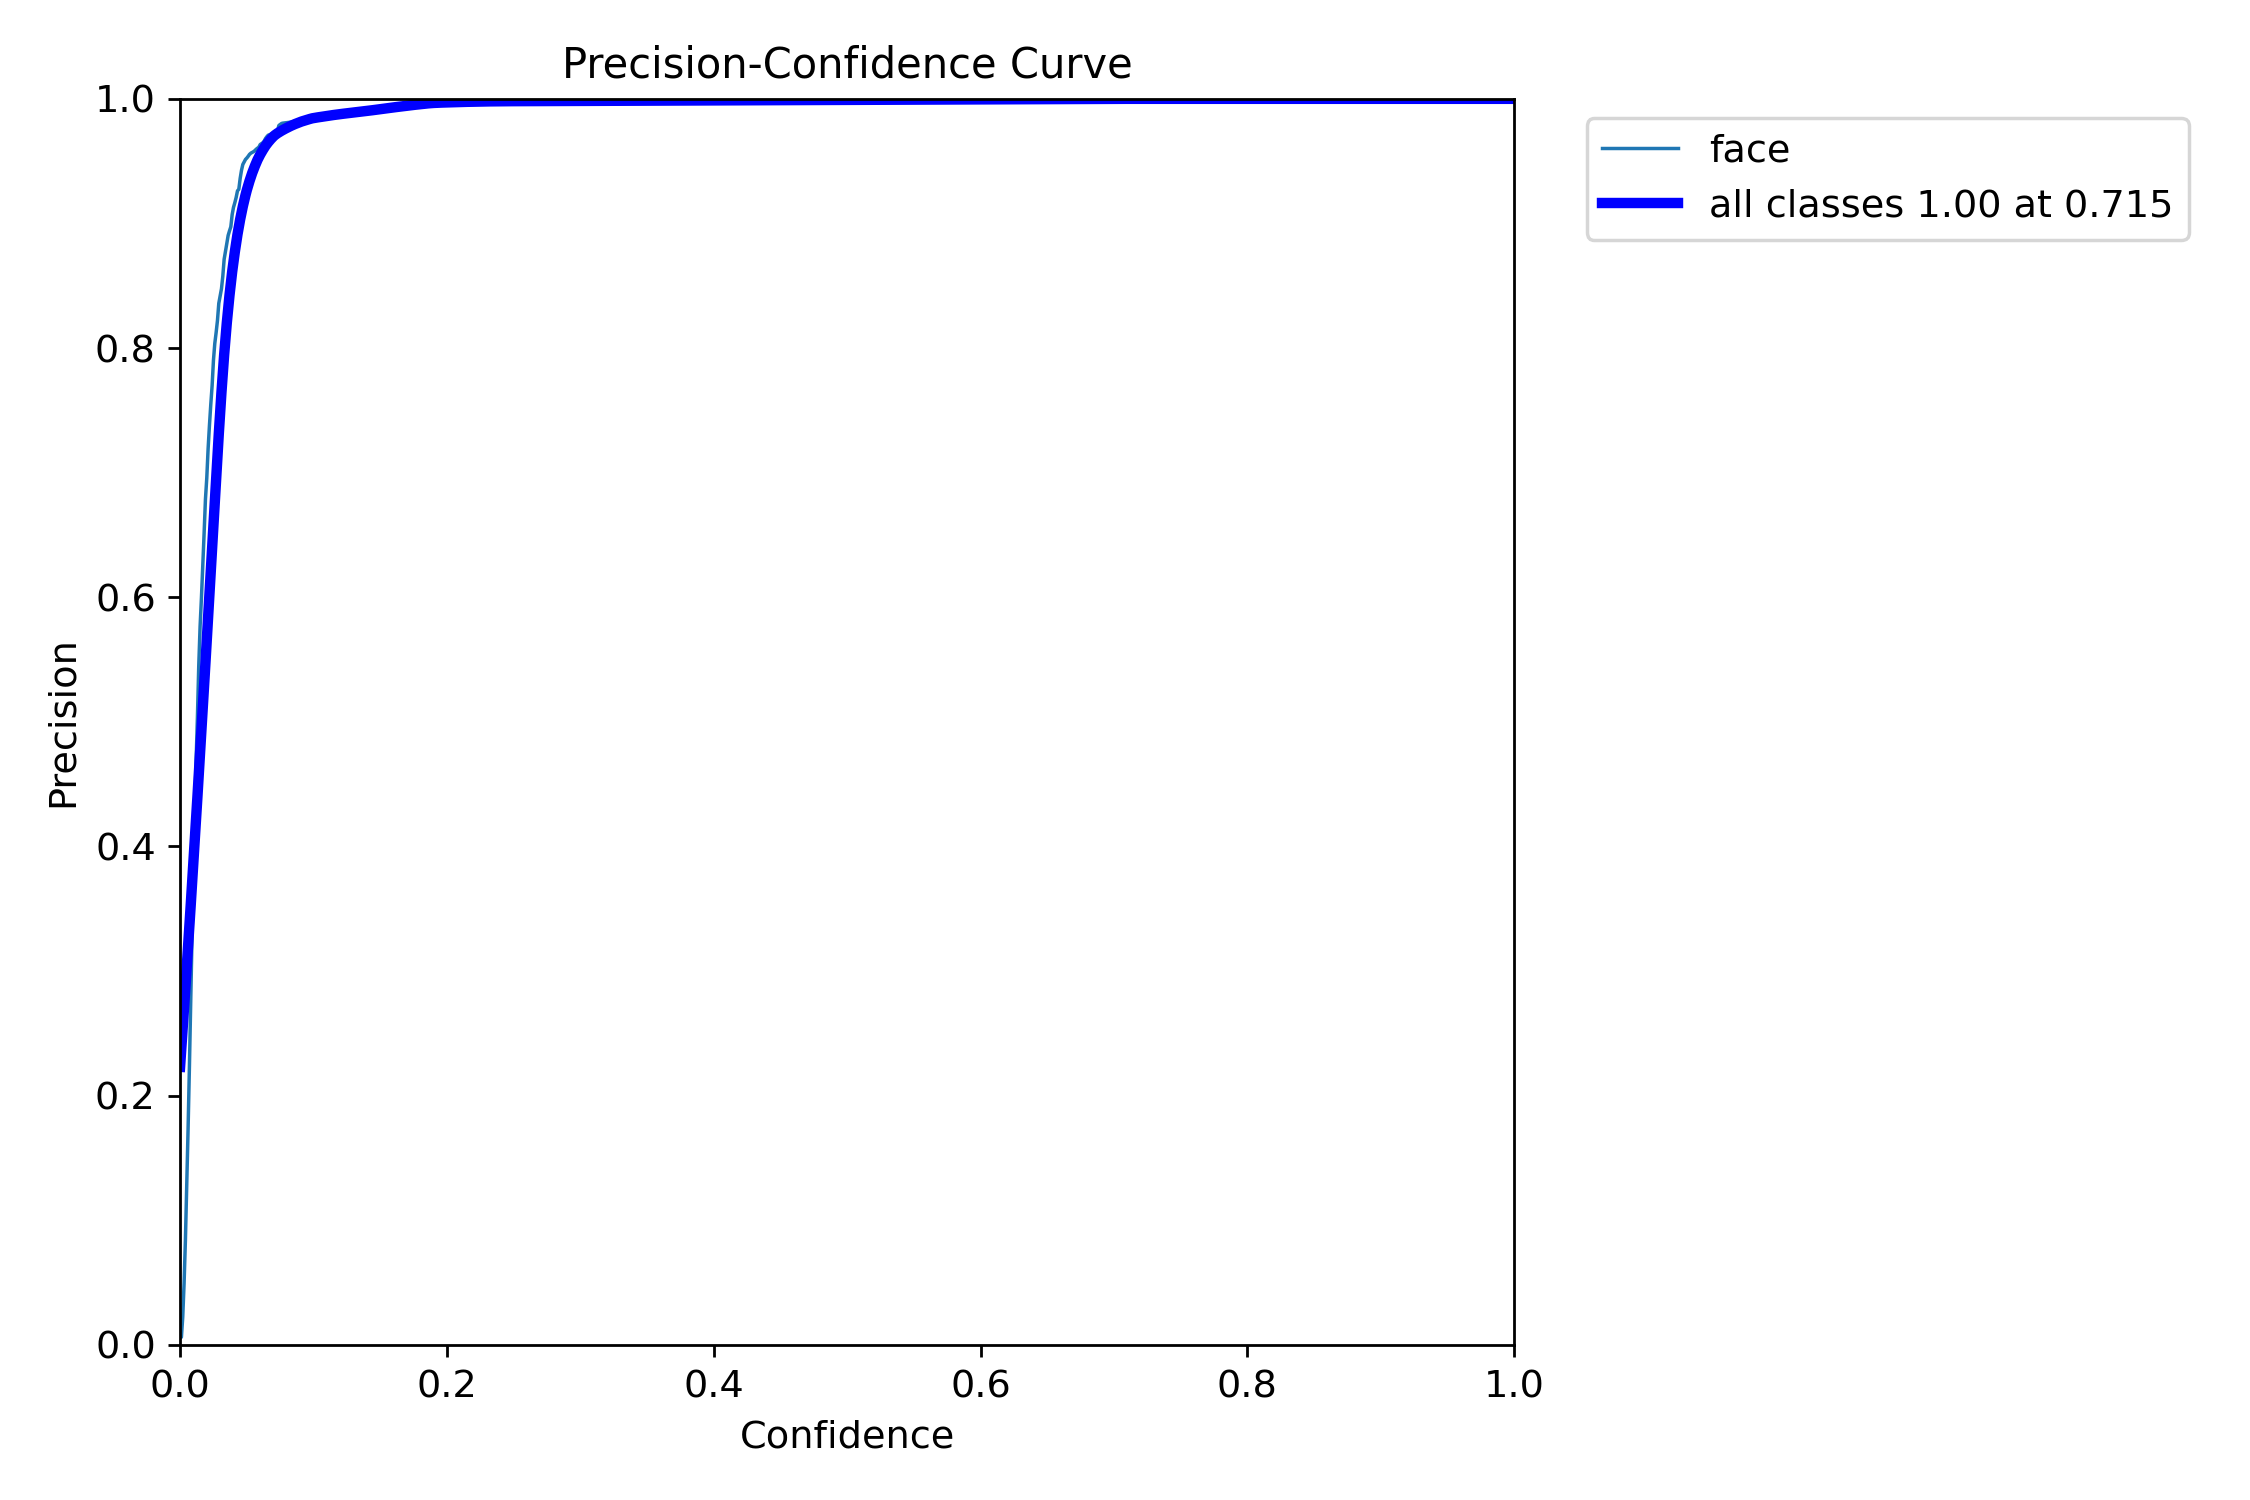 Precision-Confidence Curve
1.0
0.8
0.6
0.4
0.2
0.0
Precision
0.0 0.2 0.4 0.6 0.8 1.0
Confidence
face
all classes 1.00 at 0.715